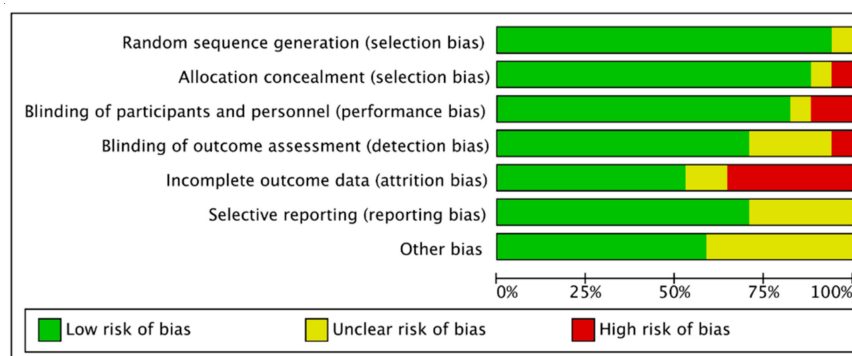 Random sequence generation (selection bias)
Allocation concealment (selection bias)
Blinding of participants and personnel (performance bias)
Blinding of outcome assessment (detection bias)
Incomplete outcome data (attrition bias)
Selective reporting (reporting bias)
Other bias
0% 25% 50% 75% 100%
Low risk of bias Unclear risk of bias High risk of bias